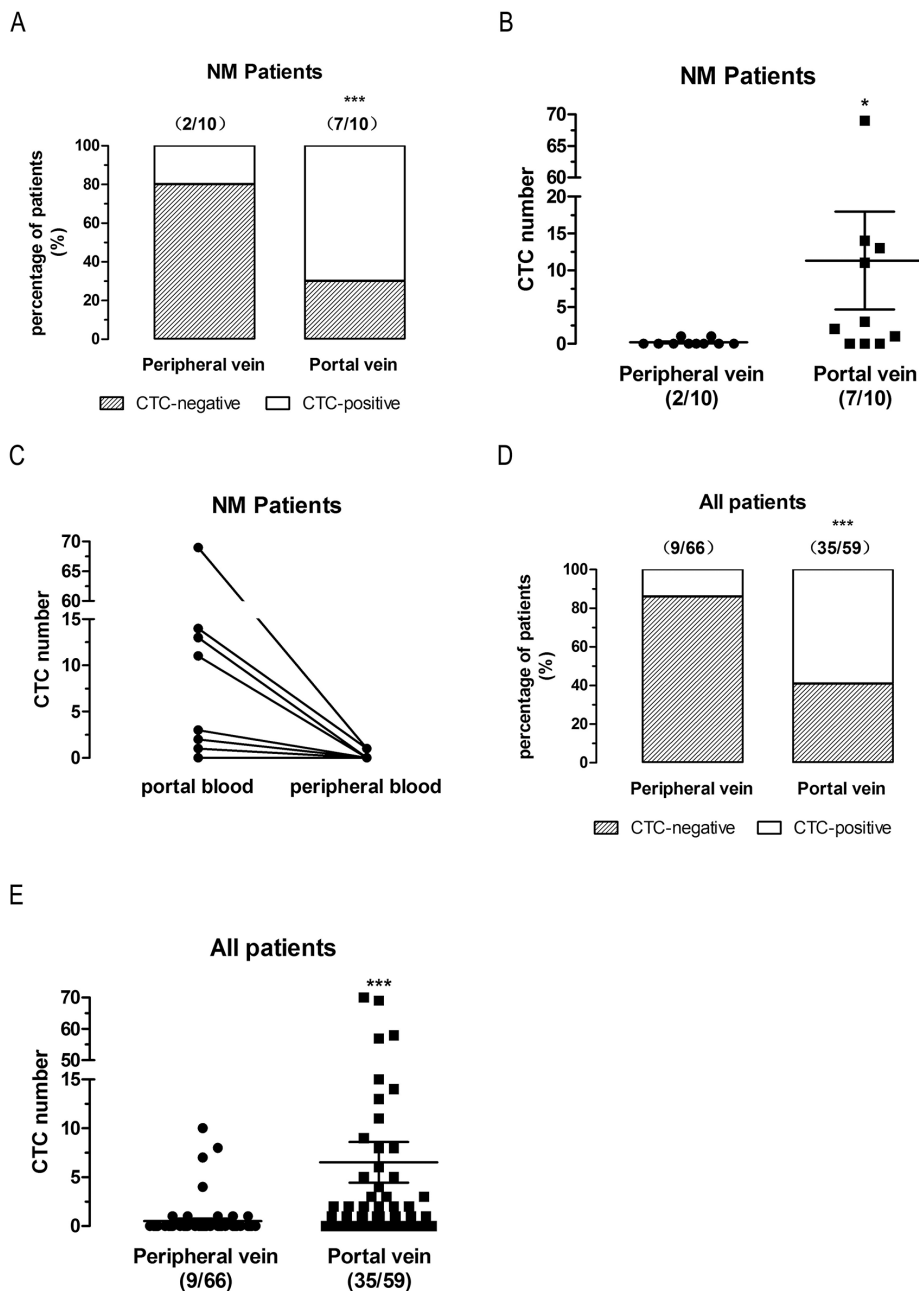 A
NM Patients
***
（2/10） （7/10）
percentage of patients
(%)
100
80
60
40
20
0
Peripheral vein Portal vein
CTC-negative CTC-positive
B
NM Patients
*
CTC number
70
65
60
20
15
10
5
0
Peripheral vein Portal vein
(2/10) (7/10)
C
NM Patients
CTC number
70
65
60
15
10
5
0
portal blood peripheral blood
D
All patients
***
（9/66） （35/59）
percentage of patients
(%)
100
80
60
40
20
0
Peripheral vein Portal vein
CTC-negative CTC-positive
E
All patients
***
CTC number
70
60
50
15
10
5
0
Peripheral vein Portal vein
(9/66) (35/59)